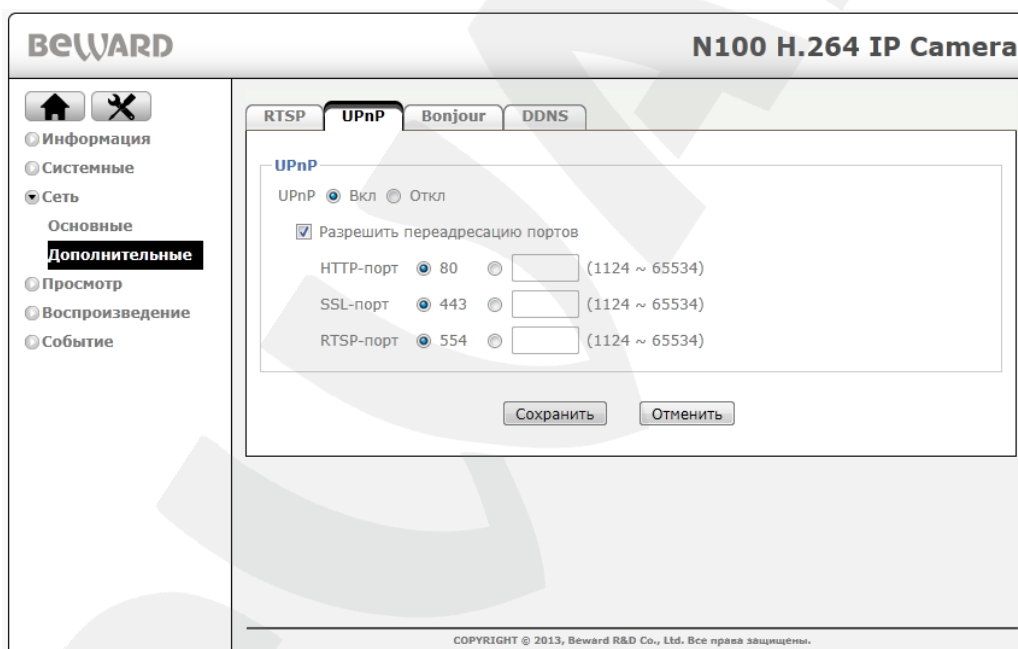 BEWARD
N100 H.264 IP Camera
Информация
Системные
Сеть
Основные
Дополнительные
Просмотр
Воспроизведение
Событие
RTSP UPnP Bonjour DDNS
UPnP
UPnP Вкл Откл
Разрешить переадресацию портов
HTTP-порт 80 (1124 ~ 65534)
SSL-порт 443 (1124 ~ 65534)
RTSP-порт 554 (1124 ~ 65534)
Сохранить Отменить
COPYRIGHT © 2013, Beward R&D Co., Ltd. Все права защищены.